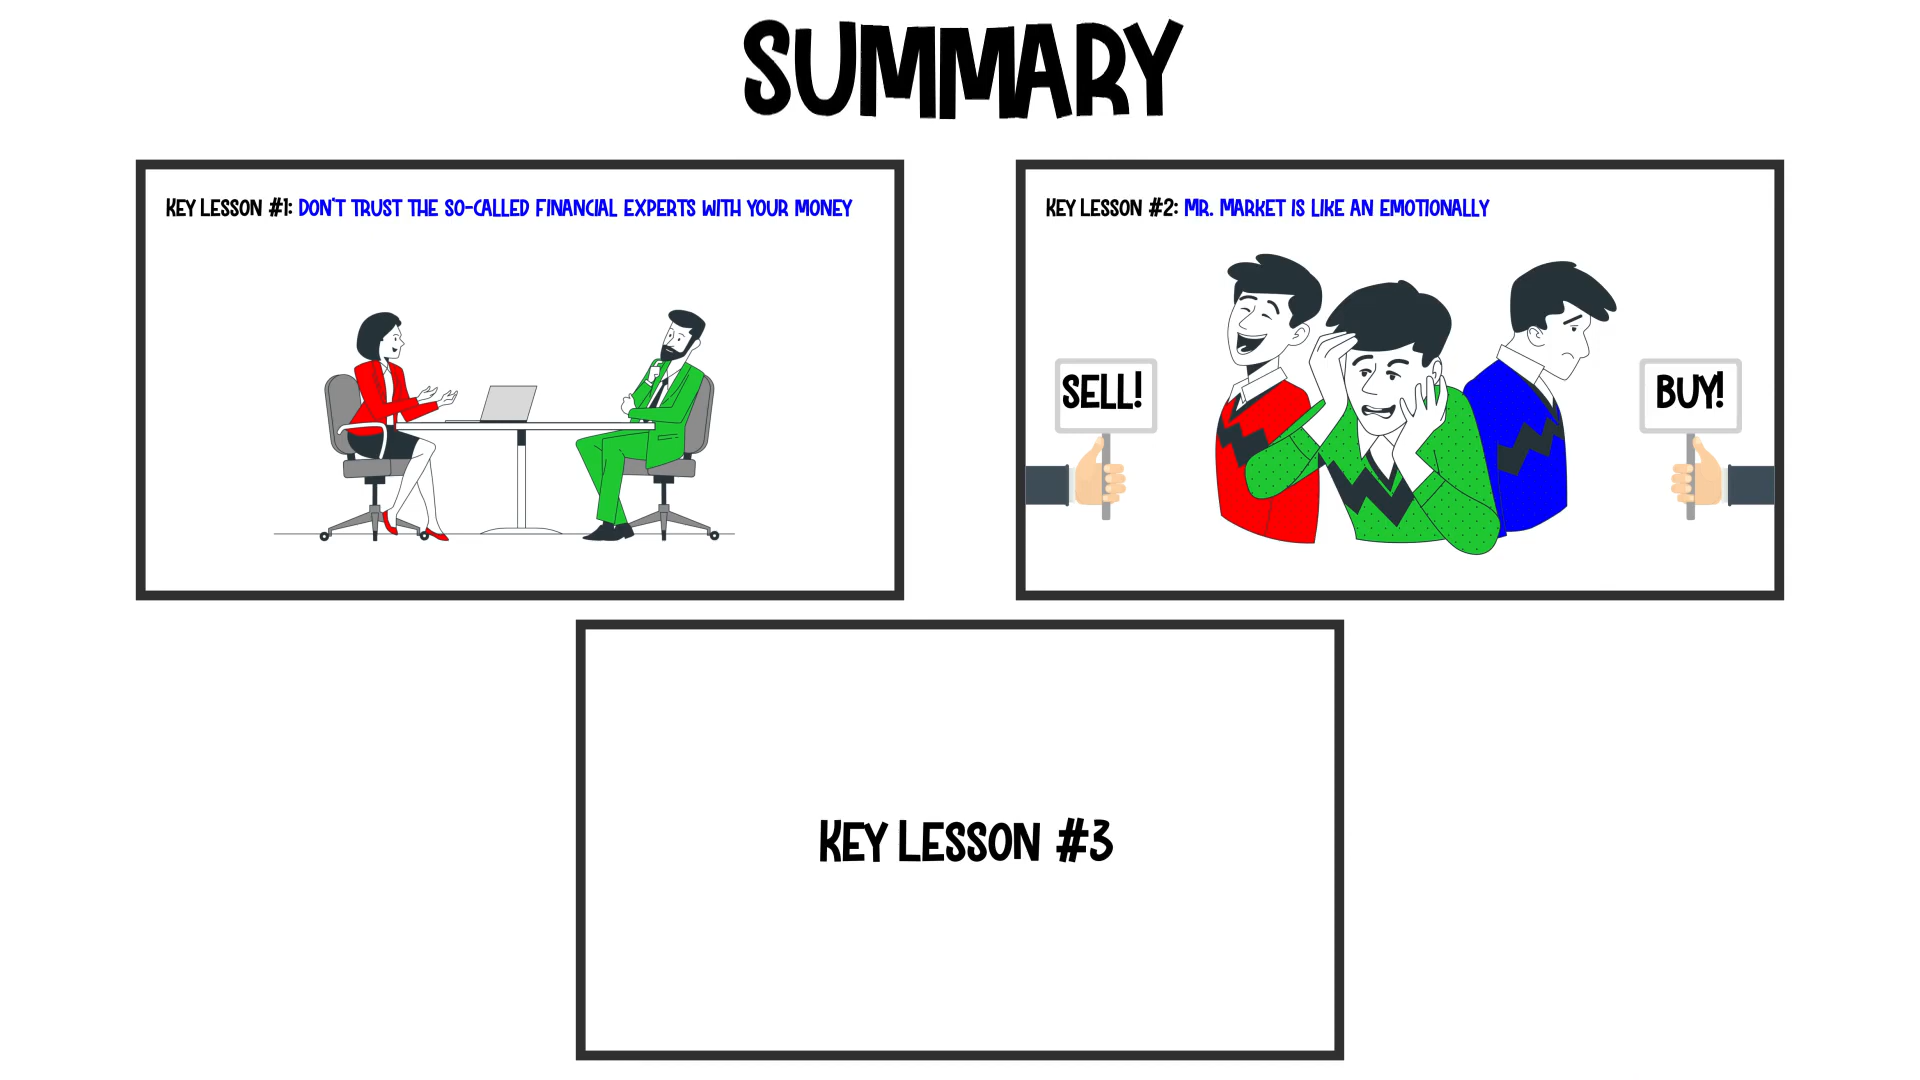 SUMMARY
KEY LESSON #1: DON'T TRUST THE SO-CALLED FINANCIAL EXPERTS WITH YOUR MONEY
KEY LESSON #2: MR. MARKET IS LIKE AN EMOTIONALLY
SELL!
BUY!
KEY LESSON #3